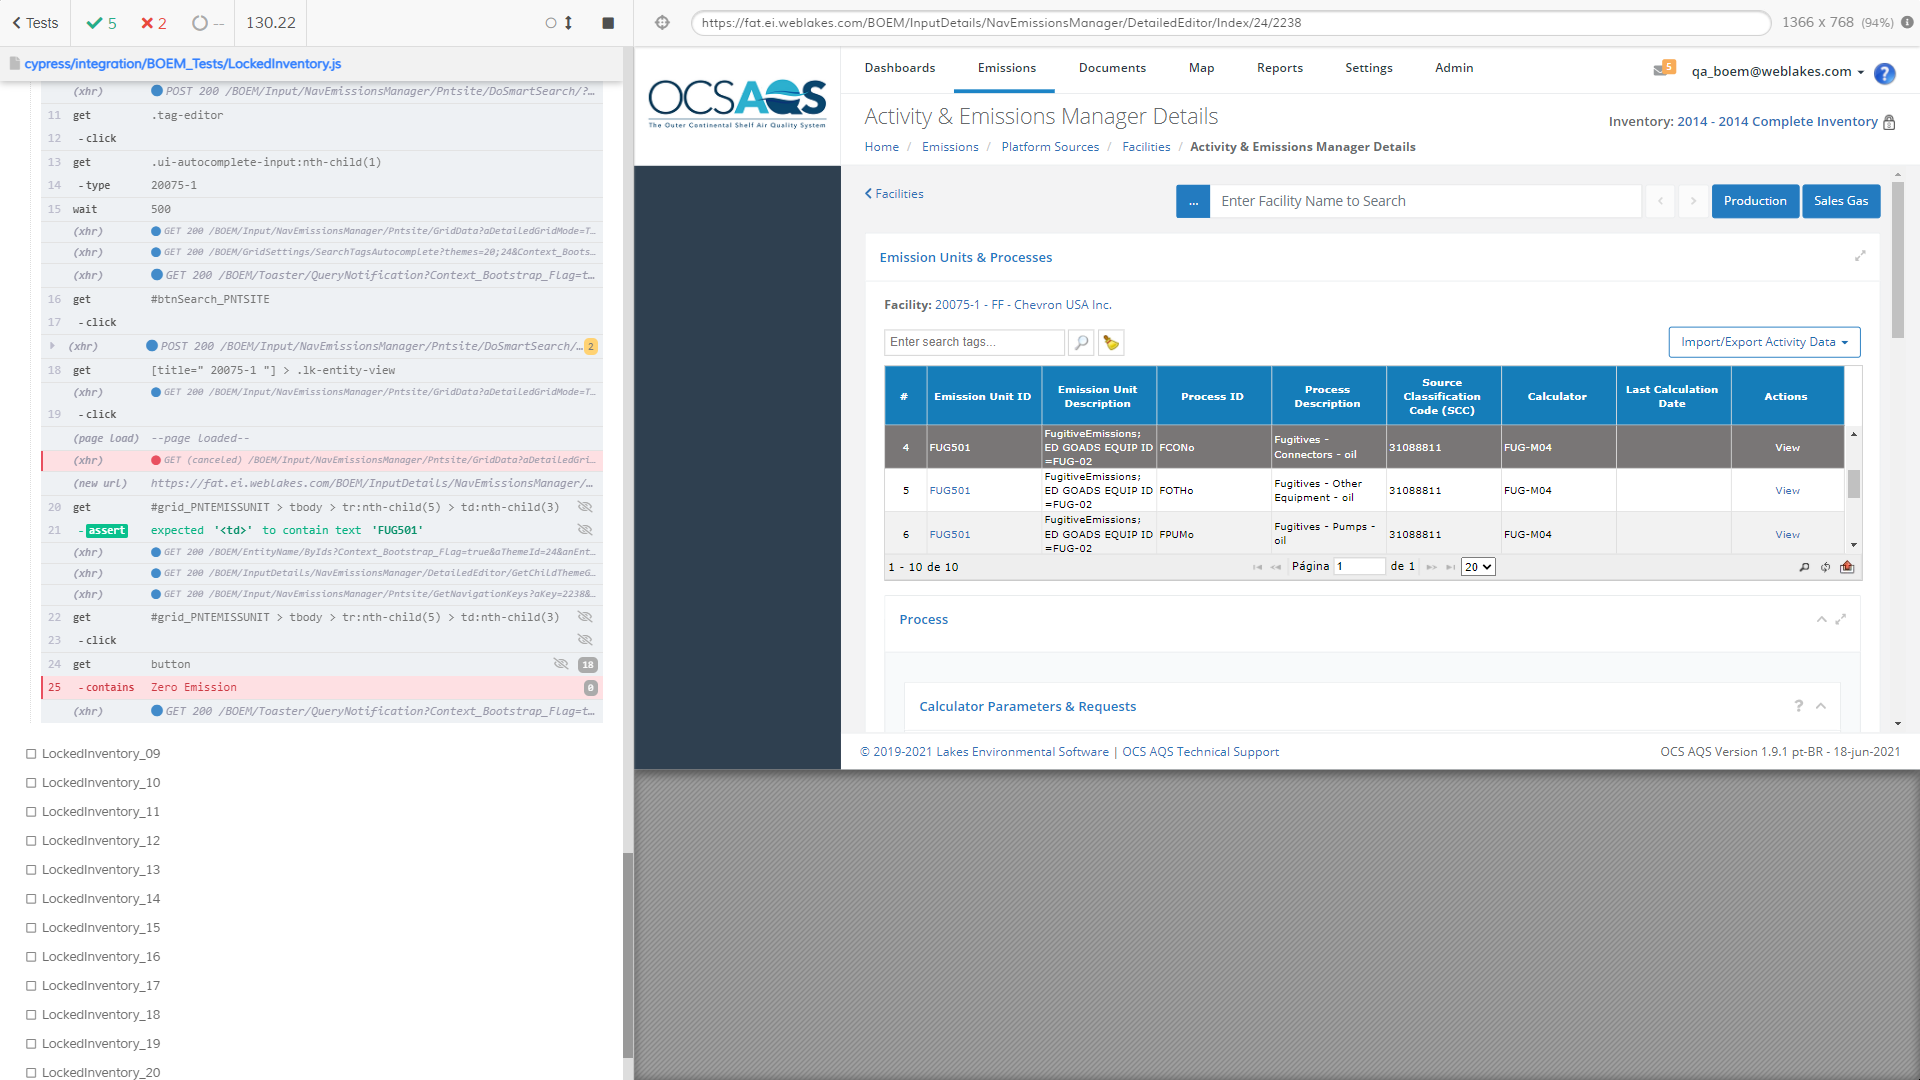 Tests
5
2
--
130.22
https://fat.ei.weblakes.com/BOEM/InputDetails/NavEmissionsManager/DetailedEditor/Index/24/2238
1366 x 768 (94%)
cypress/integration/BOEM_Tests/LockedInventory.js
(xhr) POST 200 /BOEM/Input/NavEmissionsManager/Pntsite/DoSmartSearch/?...
11 get .tag-editor
12 - click
13 get .ui-autocomplete-input:nth-child(1)
14 - type 20075-1
15 wait 500
(xhr) GET 200 /BOEM/Input/NavEmissionsManager/Pntsite/GridData?aDetailedGridMode=T...
(xhr) GET 200 /BOEM/GridSettings/SearchTagsAutocomplete?themes=20;24&Context_Boots...
(xhr) GET 200 /BOEM/Toaster/QueryNotification?Context_Bootstrap_Flag=t...
16 get #btnSearch_PNTSITE
17 - click
(xhr) POST 200 /BOEM/Input/NavEmissionsManager/Pntsite/DoSmartSearch/... 2
18 get [title=" 20075-1 "] > .lk-entity-view
(xhr) GET 200 /BOEM/Input/NavEmissionsManager/Pntsite/GridData?aDetailedGridMode=T...
19 - click
(page load) --page loaded--
(xhr) GET (canceled) /BOEM/Input/NavEmissionsManager/Pntsite/GridData?aDetailedGri...
(new url) https://fat.ei.weblakes.com/BOEM/InputDetails/NavEmissionsManager/...
20 get #grid_PNTEMISSUNIT > tbody > tr:nth-child(5) > td:nth-child(3)
21 - assert expected '<td>' to contain text 'FUG501'
(xhr) GET 200 /BOEM/EntityName/ByIds?Context_Bootstrap_Flag=true&aThemeId=24&anEnt...
(xhr) GET 200 /BOEM/InputDetails/NavEmissionsManager/DetailedEditor/GetChildThemeG...
(xhr) GET 200 /BOEM/Input/NavEmissionsManager/Pntsite/GetNavigationKeys?aKey=2238&...
22 get #grid_PNTEMISSUNIT > tbody > tr:nth-child(5) > td:nth-child(3)
23 - click
24 get button 18
25 - contains Zero Emission 0
(xhr) GET 200 /BOEM/Toaster/QueryNotification?Context_Bootstrap_Flag=t...
LockedInventory_09
LockedInventory_10
LockedInventory_11
LockedInventory_12
LockedInventory_13
LockedInventory_14
LockedInventory_15
LockedInventory_16
LockedInventory_17
LockedInventory_18
LockedInventory_19
LockedInventory_20
OCSAQS
The Outer Continental Shelf Air Quality System
Dashboards Emissions Documents Map Reports Settings Admin
5 qa_boem@weblakes.com ?
Activity & Emissions Manager Details
Inventory: 2014 - 2014 Complete Inventory
Home / Emissions / Platform Sources / Facilities / Activity & Emissions Manager Details
Facilities
... Enter Facility Name to Search
Production
Sales Gas
Emission Units & Processes
Facility: 20075-1 - FF - Chevron USA Inc.
Enter search tags...
Import/Export Activity Data
# Emission Unit ID Emission Unit Description Process ID Process Description Source Classification Code (SCC) Calculator Last Calculation Date Actions
4 FUG501 FugitiveEmissions; ED GOADS EQUIP ID =FUG-02 FCONo Fugitives - Connectors - oil 31088811 FUG-M04 View
5 FUG501 FugitiveEmissions; ED GOADS EQUIP ID =FUG-02 FOTHo Fugitives - Other Equipment - oil 31088811 FUG-M04 View
6 FUG501 FugitiveEmissions; ED GOADS EQUIP ID =FUG-02 FPUMo Fugitives - Pumps - oil 31088811 FUG-M04 View
1 - 10 de 10
Página 1 de 1 20
Process
Calculator Parameters & Requests ?
© 2019-2021 Lakes Environmental Software | OCS AQS Technical Support
OCS AQS Version 1.9.1 pt-BR - 18-jun-2021